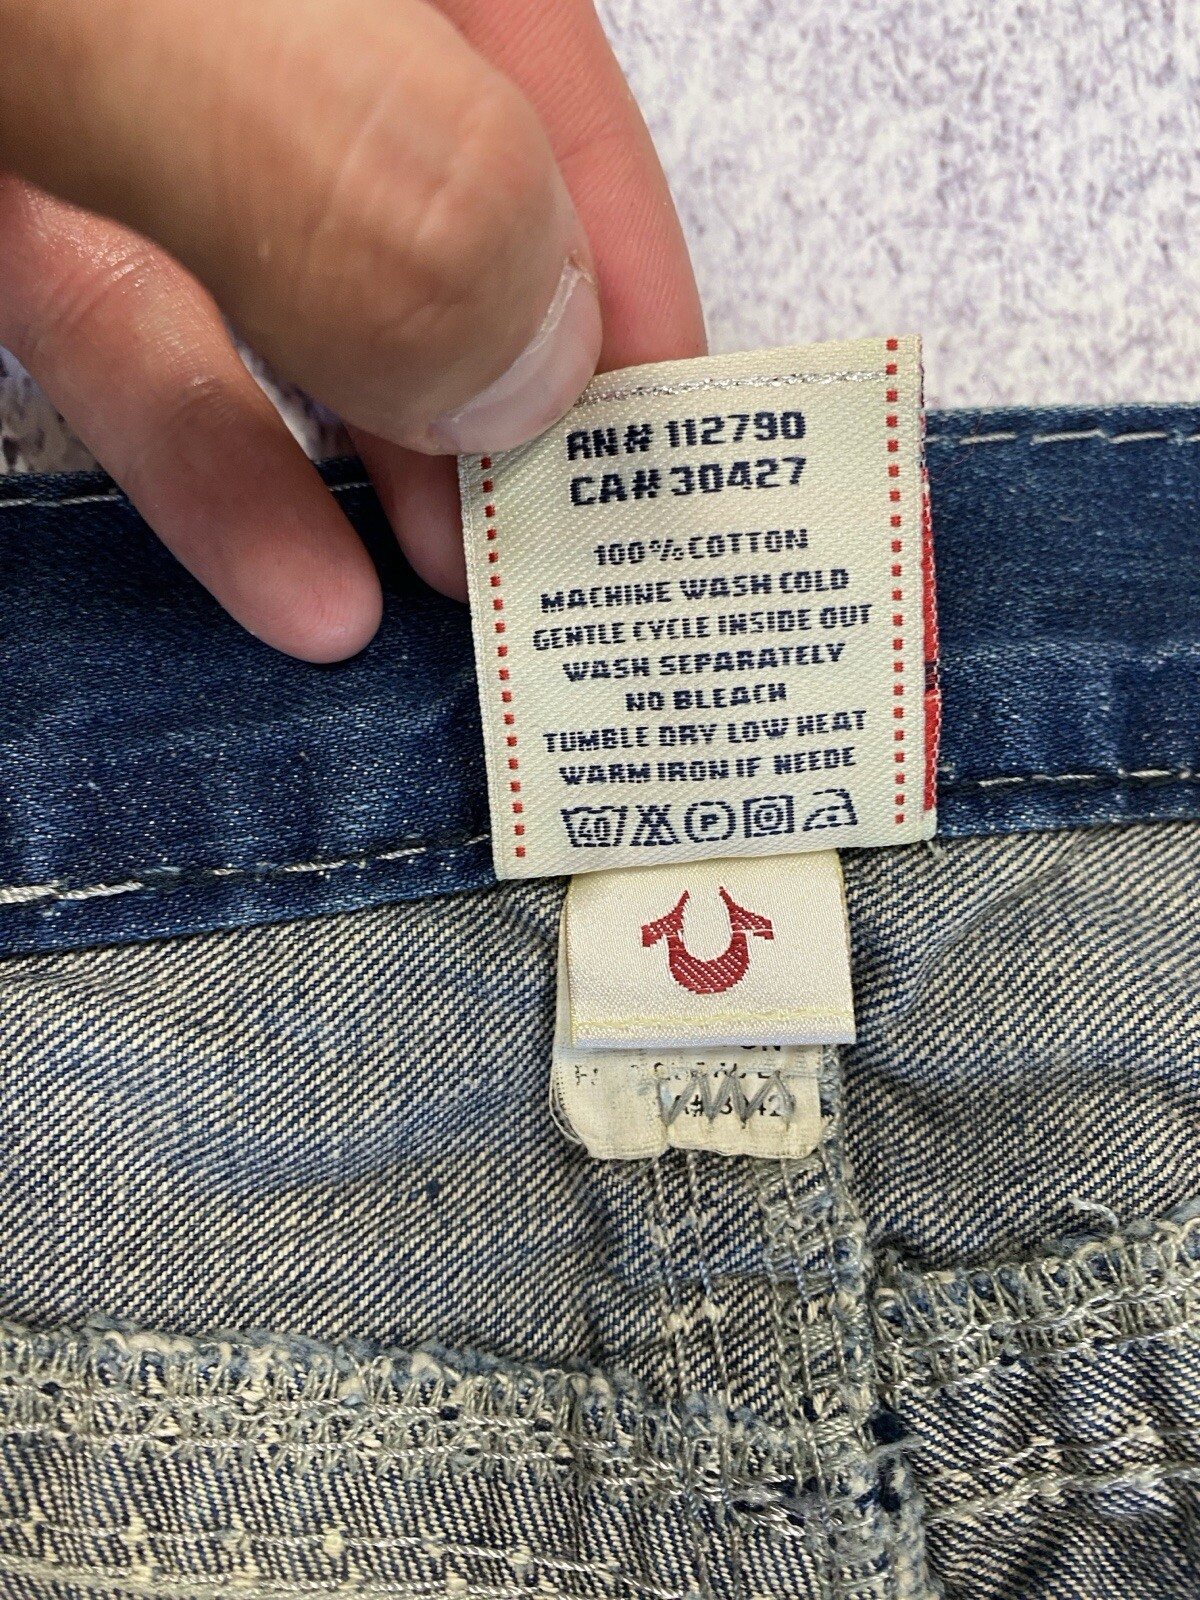 RN# 112790
CA# 30427
100% COTTON
MACHINE WASH COLD
GENTLE CYCLE INSIDE OUT
WASH SEPARATELY
NO BLEACH
TUMBLE DRY LOW HEAT
WARM IRON IF NEEDE
40 P